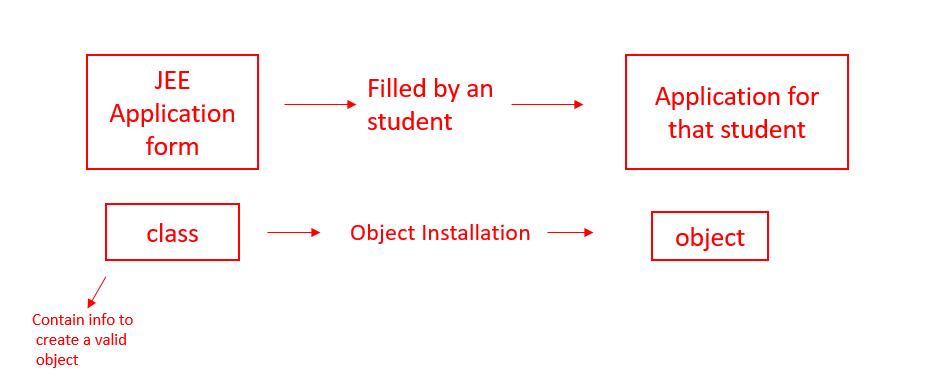 JEE
Application
form
Filled by an
student
Application for
that student
class
Object Installation
object
Contain info to
create a valid
object